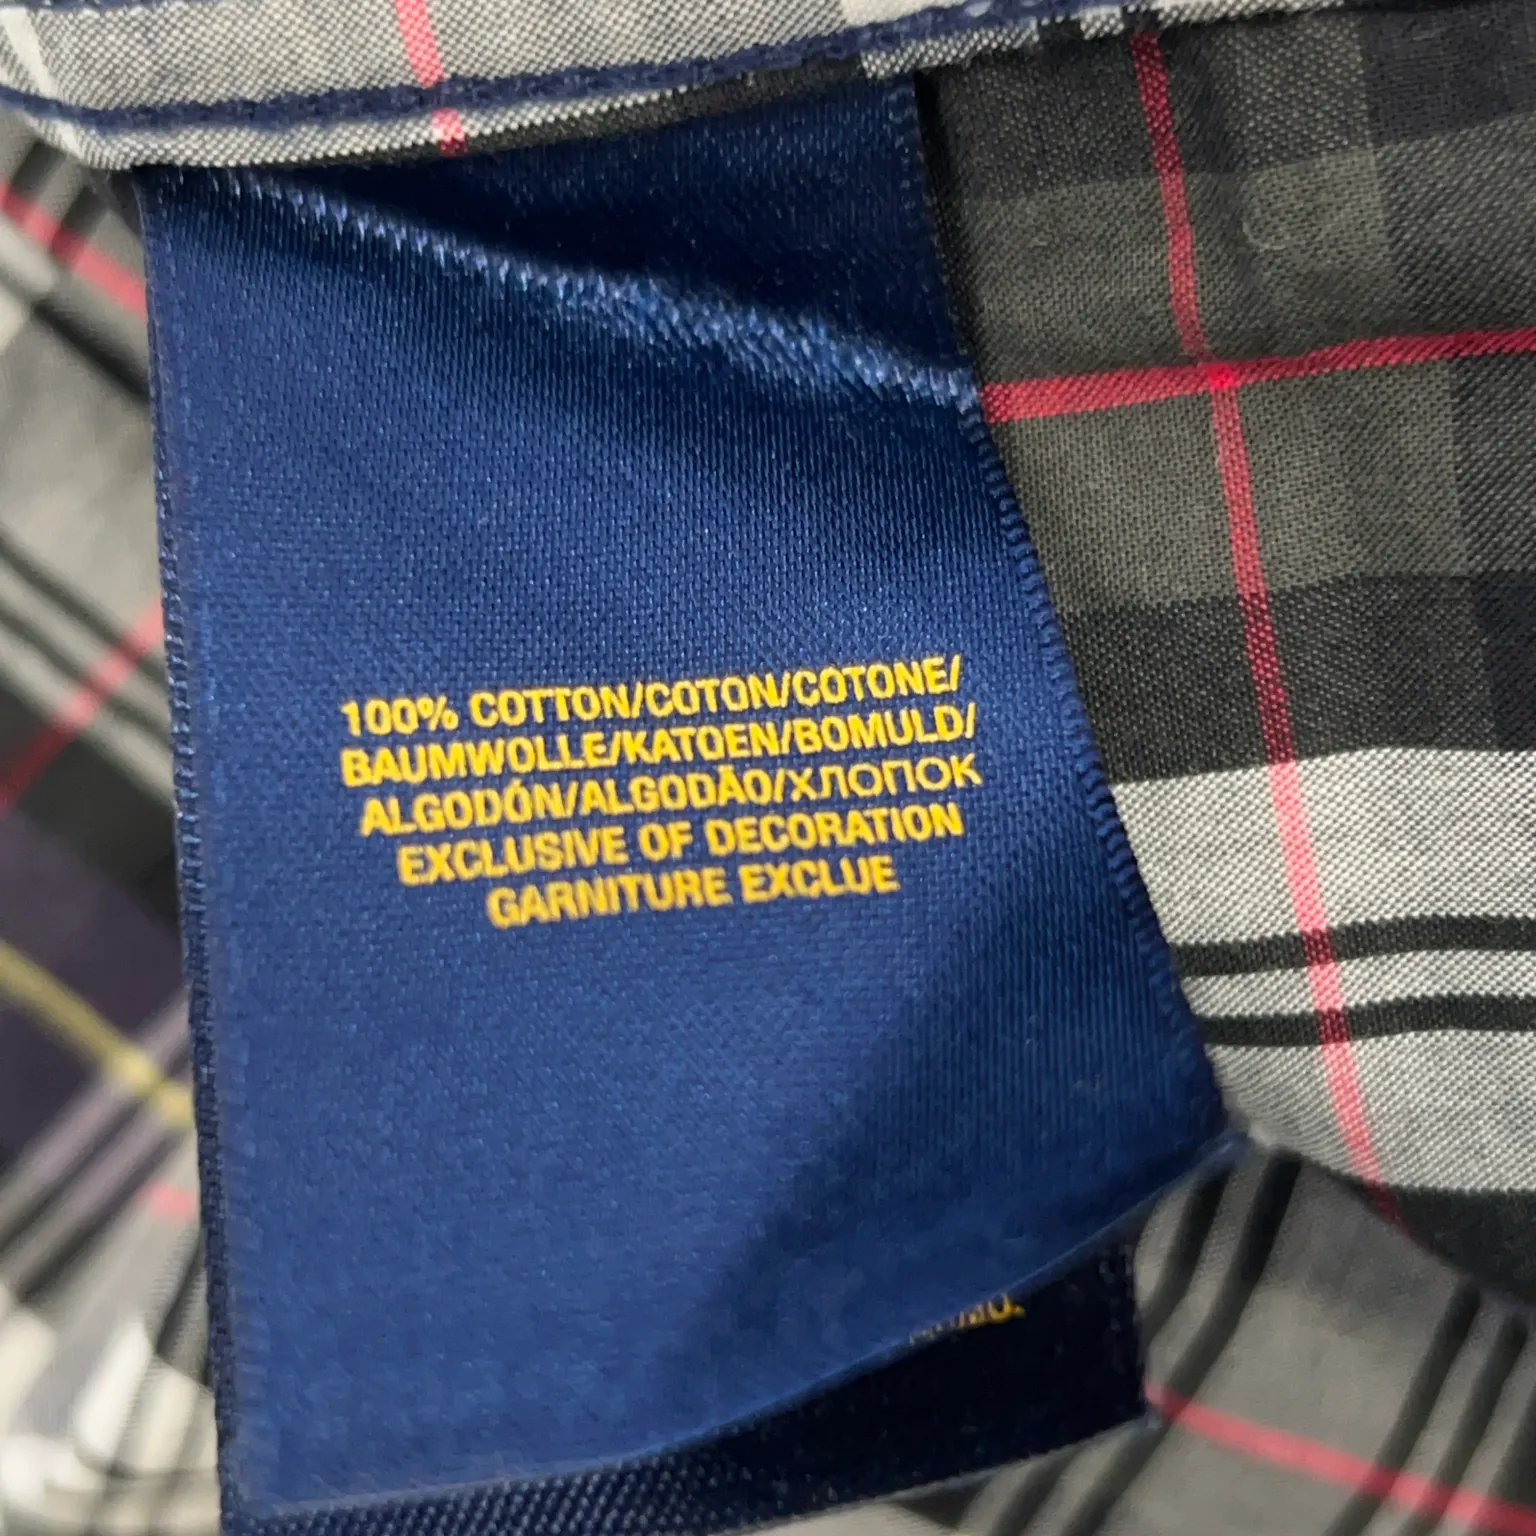 100% COTTON/COTON/COTONE/
BAUMWOLLE/KATOEN/BOMULD/
ALGODÓN/ALGODÃO/ХЛОПОК
EXCLUSIVE OF DECORATION
GARNITURE EXCLUE